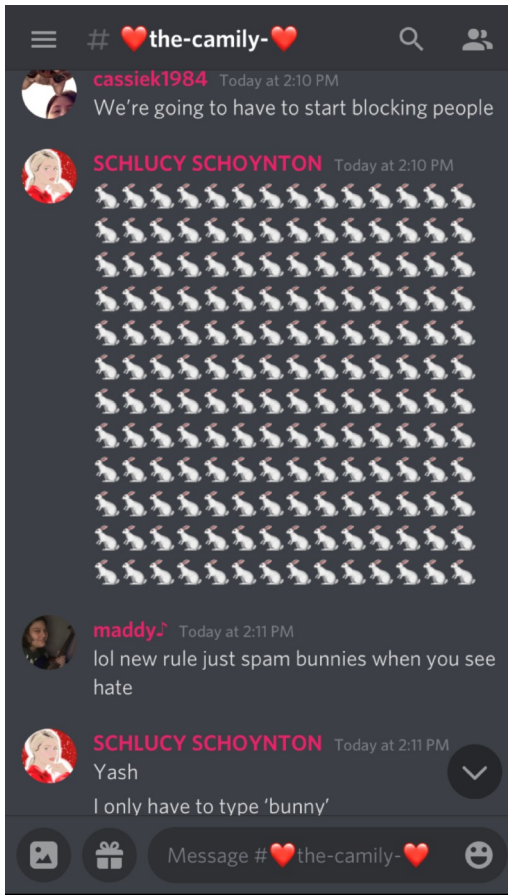 # ❤️the-camily-❤️
cassiek1984 Today at 2:10 PM
We're going to have to start blocking people
SCHLUCY SCHOYNTON Today at 2:10 PM
🐇🐇🐇🐇🐇🐇🐇🐇🐇🐇🐇🐇🐇🐇
🐇🐇🐇🐇🐇🐇🐇🐇🐇🐇🐇🐇🐇🐇
🐇🐇🐇🐇🐇🐇🐇🐇🐇🐇🐇🐇🐇🐇
🐇🐇🐇🐇🐇🐇🐇🐇🐇🐇🐇🐇🐇🐇
🐇🐇🐇🐇🐇🐇🐇🐇🐇🐇🐇🐇🐇🐇
🐇🐇🐇🐇🐇🐇🐇🐇🐇🐇🐇🐇🐇🐇
🐇🐇🐇🐇🐇🐇🐇🐇🐇🐇🐇🐇🐇🐇
🐇🐇🐇🐇🐇🐇🐇🐇🐇🐇🐇🐇🐇🐇
🐇🐇🐇🐇🐇🐇🐇🐇🐇🐇🐇🐇🐇🐇
🐇🐇🐇🐇🐇🐇🐇🐇🐇🐇🐇🐇🐇🐇
🐇🐇🐇🐇🐇🐇🐇🐇🐇🐇🐇🐇🐇🐇
🐇🐇🐇🐇🐇🐇🐇🐇🐇🐇🐇🐇🐇🐇
maddy♪ Today at 2:11 PM
lol new rule just spam bunnies when you see
hate
SCHLUCY SCHOYNTON Today at 2:11 PM
Yash
I only have to type 'bunny'
Message #❤️the-camily-❤️